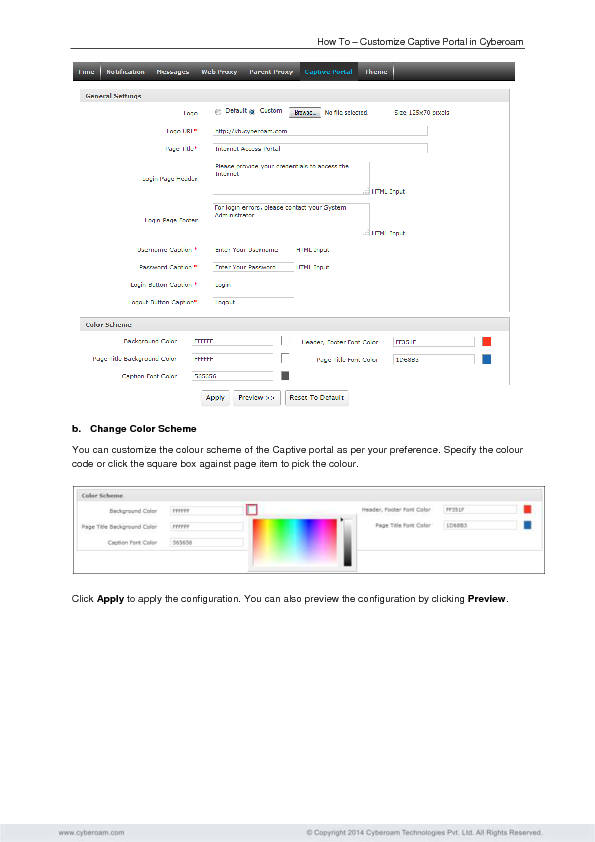 How To – Customize Captive Portal in Cyberoam
Time Notification Messages Web Proxy Parent Proxy Captive Portal Theme
General Settings
Logo Default Custom Browse... No file selected. Size 125x70 pixels
Logo URL* http://kb.cyberoam.com
Page Title* Internet Access Portal
Login Page Header Please provide your credentials to access the
Internet
HTML Input
Login Page Footer For login errors, please contact your System
Administrator
HTML Input
Username Caption * Enter Your Username HTML Input
Password Caption * Enter Your Password HTML Input
Login Button Caption * Login
Logout Button Caption* Logout
Color Scheme
Background Color FFFFFF Header, Footer Font Color FF351F
Page Title Background Color FFFFFF Page Title Font Color 1D68B3
Caption Font Color 565656
Apply Preview >> Reset To Default
b. Change Color Scheme
You can customize the colour scheme of the Captive portal as per your preference. Specify the colour
code or click the square box against page item to pick the colour.
Color Scheme
Background Color FFFFFF Header, Footer Font Color FF351F
Page Title Background Color FFFFFF Page Title Font Color 1D68B3
Caption Font Color 565656
Click Apply to apply the configuration. You can also preview the configuration by clicking Preview.
www.cyberoam.com © Copyright 2014 Cyberoam Technologies Pvt. Ltd. All Rights Reserved.